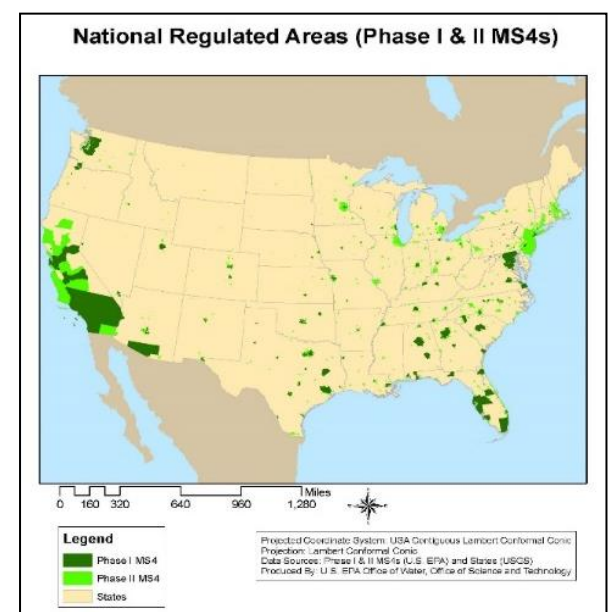 National Regulated Areas (Phase I & II MS4s)
Miles
0 160 320 640 960 1,280
Legend
Phase I MS4
Phase II MS4
States
Projected Coordinate System: USA Contiguous Lambert Conformal Conic
Projection: Lambert Conformal Conic
Data Sources: Phase I & II MS4s (U.S. EPA) and States (USGS)
Produced By: U.S. EPA Office of Water, Office of Science and Technology